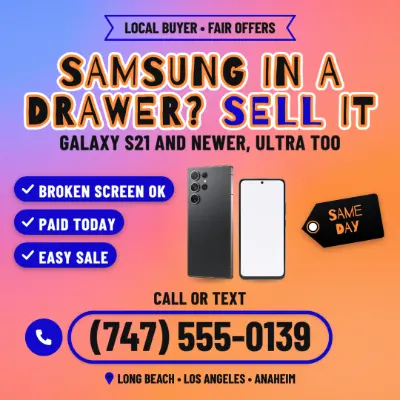 LOCAL BUYER • FAIR OFFERS
SAMSUNG IN A
DRAWER? SELL IT
GALAXY S21 AND NEWER, ULTRA TOO
BROKEN SCREEN OK
PAID TODAY
EASY SALE
SAME
DAY
CALL OR TEXT
(747) 555-0139
LONG BEACH • LOS ANGELES • ANAHEIM